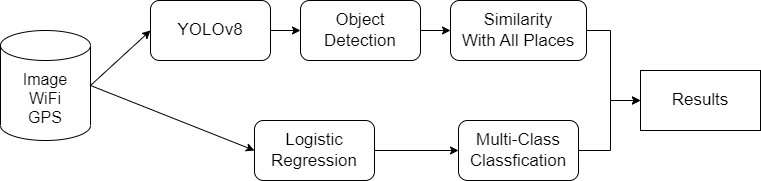 Image
WiFi
GPS
YOLOv8
Object
Detection
Similarity
With All Places
Logistic
Regression
Multi-Class
Classfication
Results